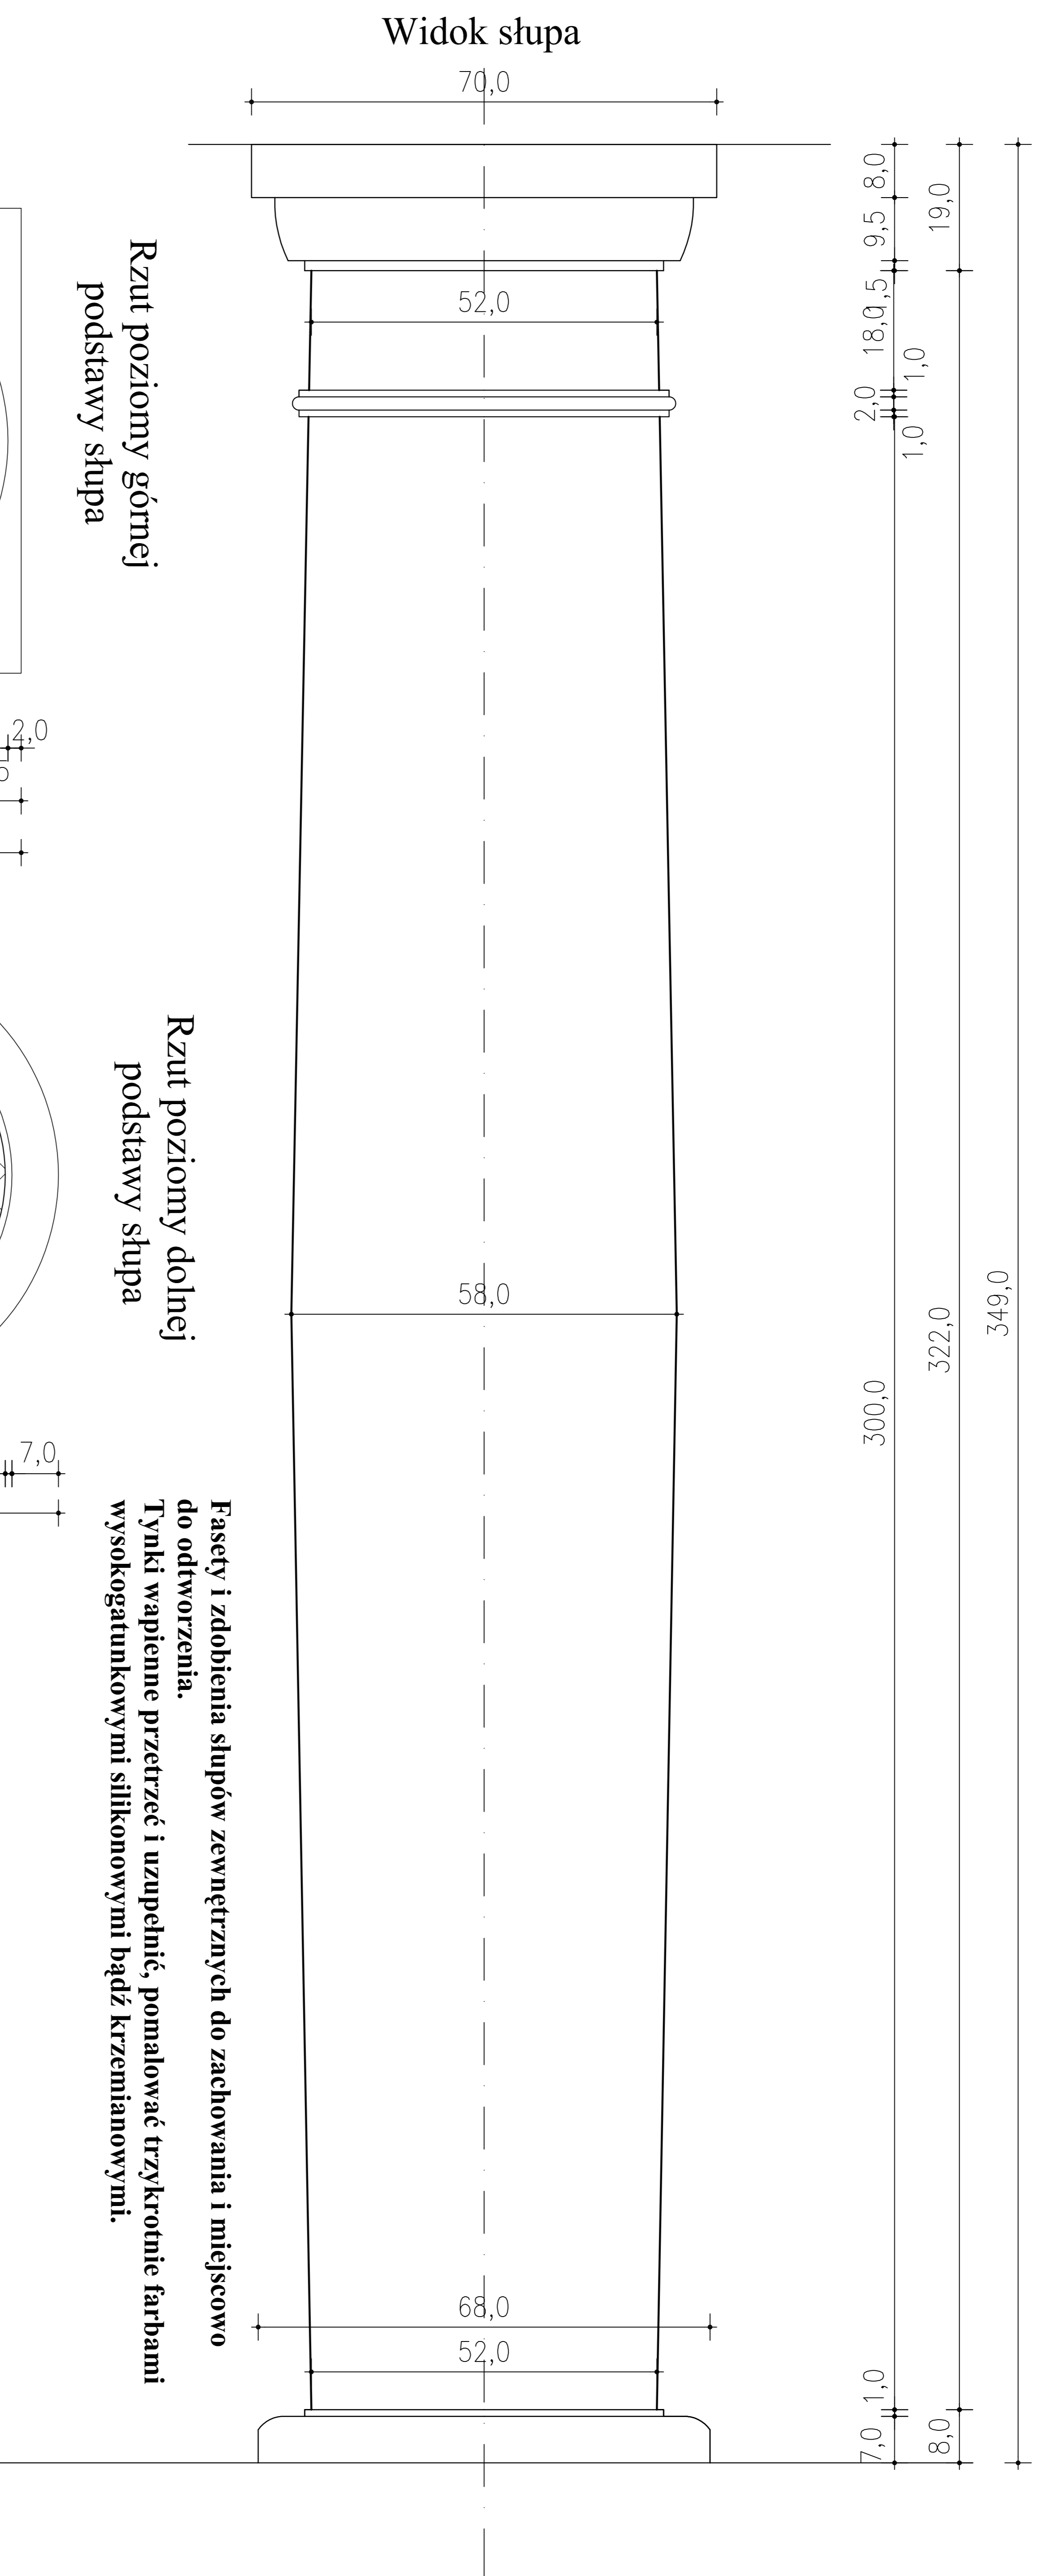 Widok słupa
70,0
8,0
19,0
9,5
1,5
52,0
18,0
1,0
2,0
1,0
Rzut poziomy górnej
podstawy słupa
2,0
Rzut poziomy dolnej
podstawy słupa
58,0
349,0
322,0
300,0
7,0
Fasety i zdobienia słupów zewnętrznych do zachowania i miejscowo
do odtworzenia.
Tynki wapienne przetrzeć i uzupełnić, pomalować trzykrotnie farbami
wysokogatunkowymi silikonowymi bądź krzemianowymi.
68,0
52,0
1,0
7,0
8,0